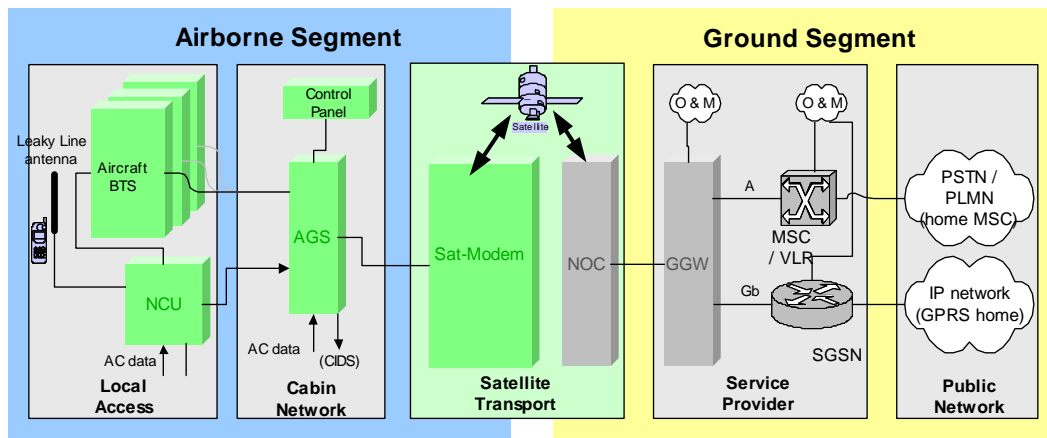 Airborne Segment
Ground Segment
Leaky Line
antenna
Aircraft
BTS
NCU
AC data
Local
Access
Control
Panel
AGS
AC data
(CIDS)
Cabin
Network
Satellite
Sat-Modem
NOC
Satellite
Transport
O & M
O & M
GGW
A
MSC
/ VLR
Gb
SGSN
Service
Provider
PSTN /
PLMN
(home MSC)
IP network
(GPRS home)
Public
Network